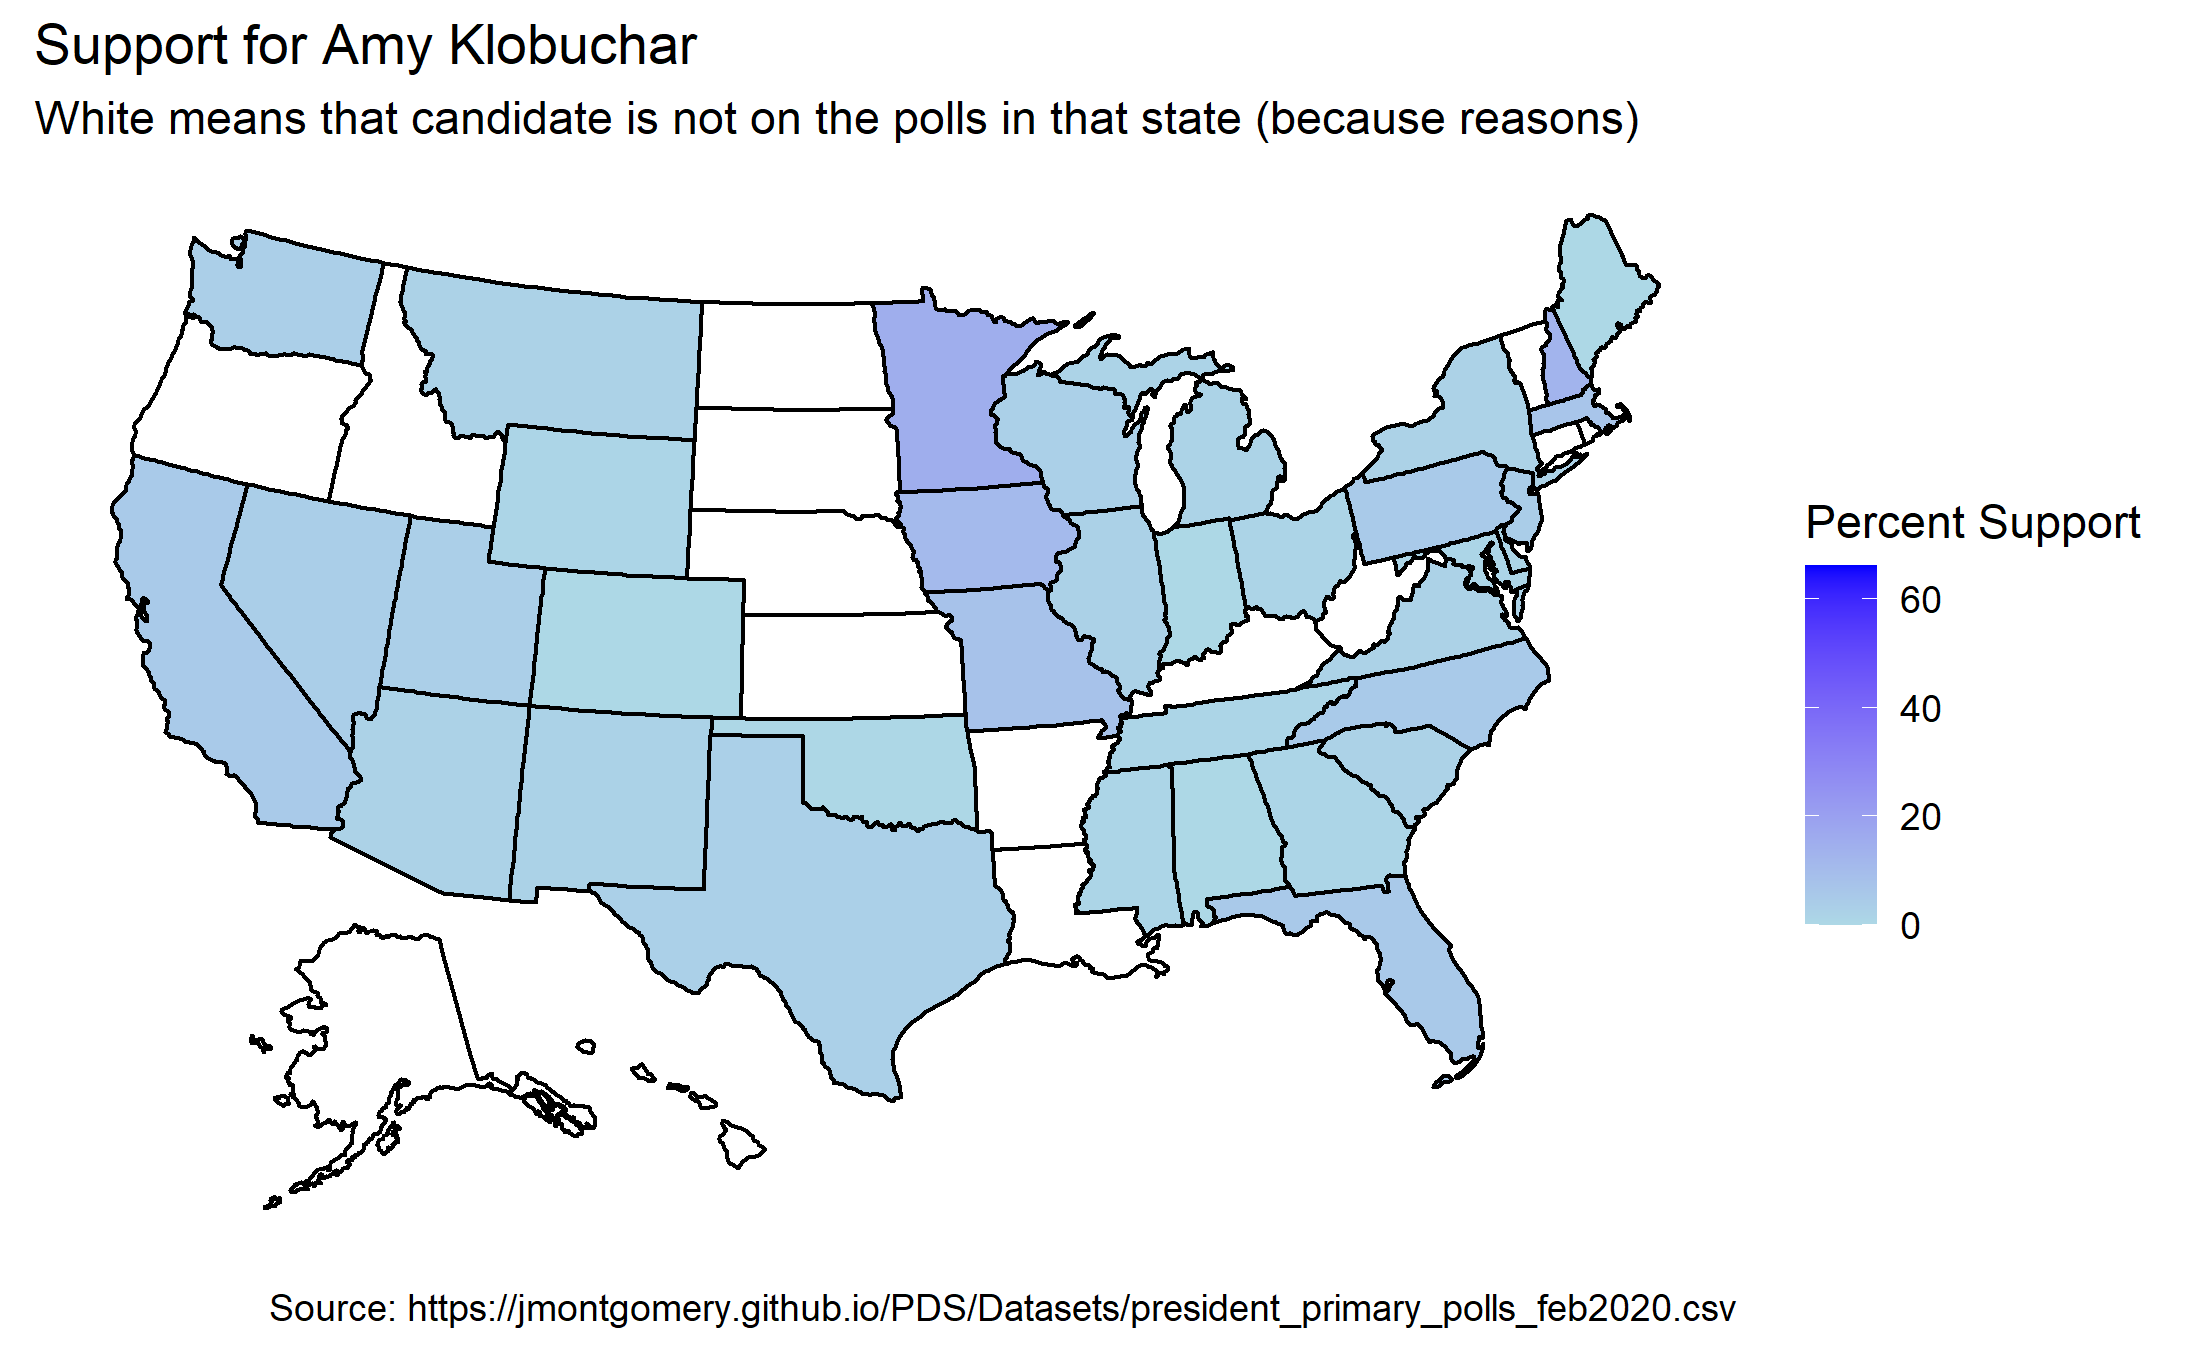 Support for Amy Klobuchar
White means that candidate is not on the polls in that state (because reasons)
Percent Support
60
40
20
0
Source: https://jmontgomery.github.io/PDS/Datasets/president_primary_polls_feb2020.csv